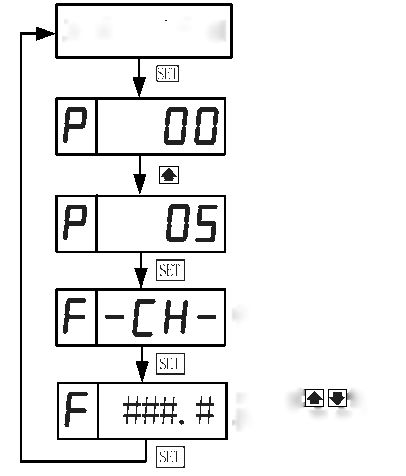 SET
P 00
P 05
SET
F -CH-
SET
F ###.#
SET